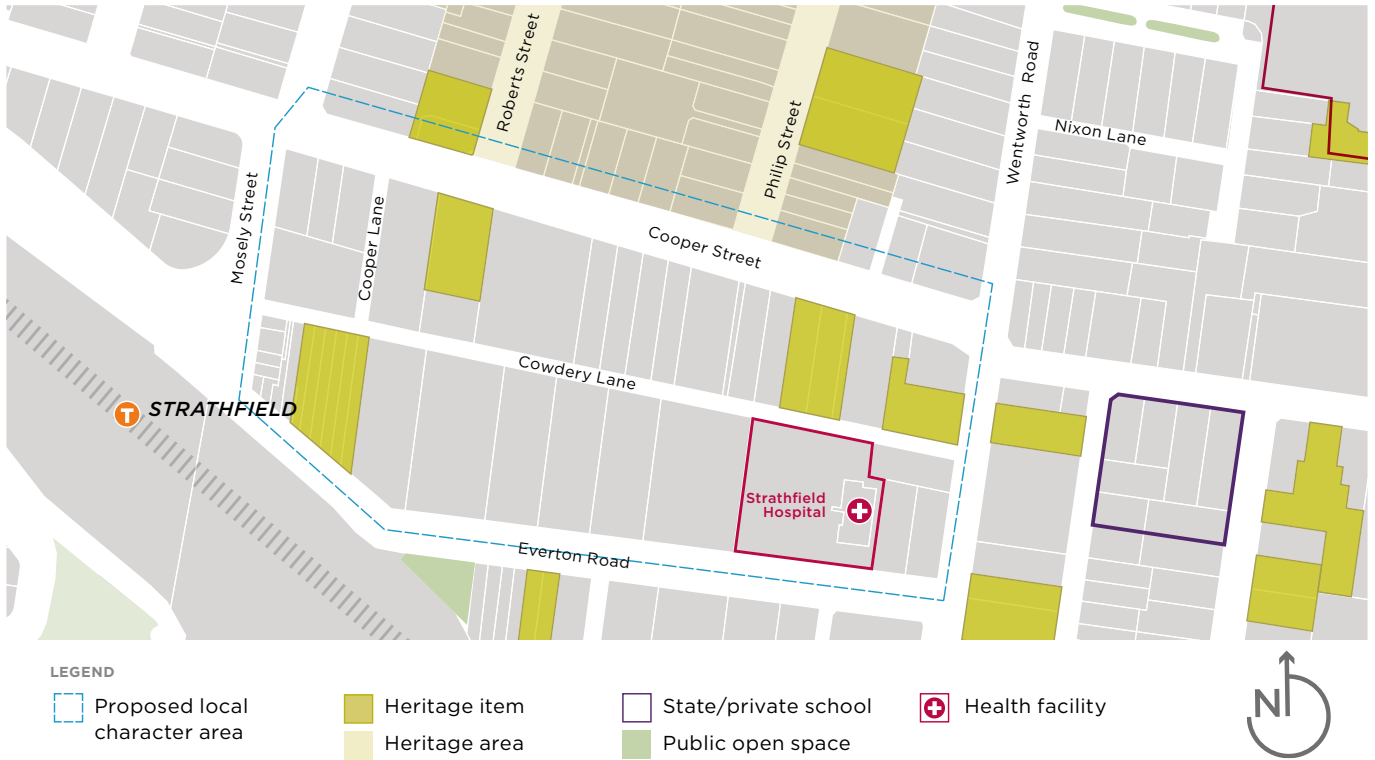 Roberts Street
Philip Street
Wentworth Road
Nixon Lane
Mosely Street
Cooper Lane
Cooper Street
Cowdery Lane
T STRATHFIELD
Strathfield
Hospital
Everton Road
LEGEND
Proposed local
character area
Heritage item
Heritage area
State/private school
Public open space
Health facility
N